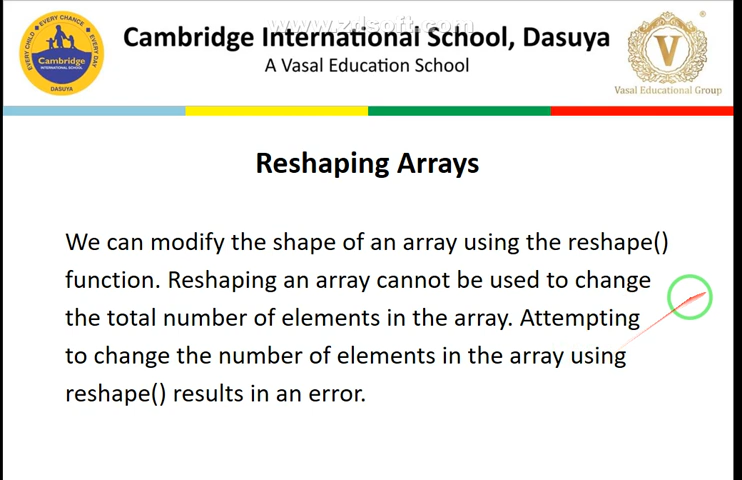 www.zdsoft.com
EVERY CHILD ★ EVERY CHANCE ★ EVERY DAY
Cambridge
INTERNATIONAL SCHOOL
DASUYA
Cambridge International School, Dasuya
A Vasal Education School
®
V
Vasal Educational Group
Reshaping Arrays
We can modify the shape of an array using the reshape()
function. Reshaping an array cannot be used to change
the total number of elements in the array. Attempting
to change the number of elements in the array using
reshape() results in an error.